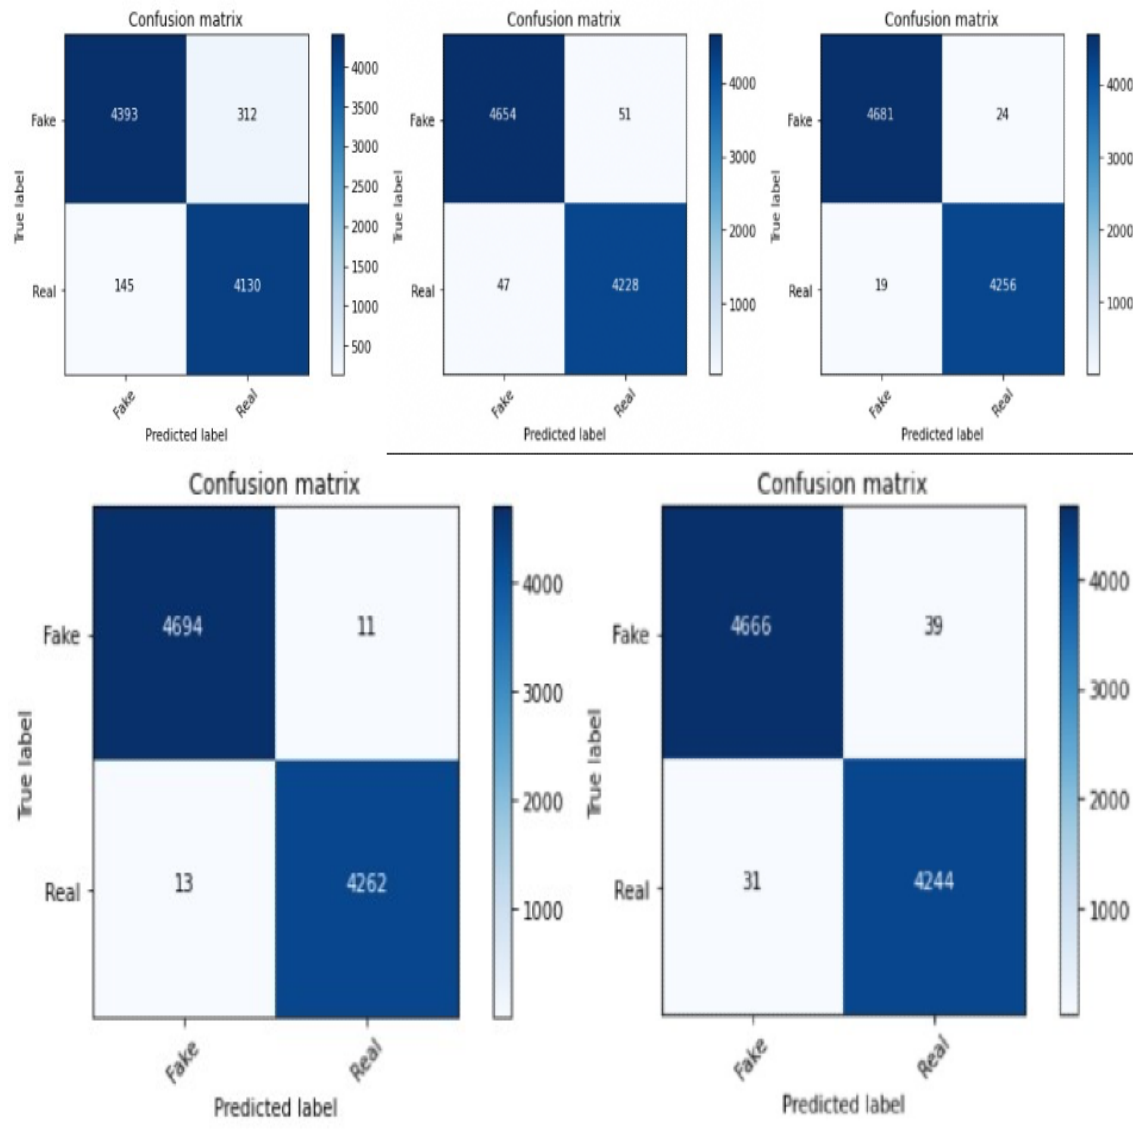 Confusion matrix
Fake
Real
True label
4393 312
145 4130
Fake Real
Predicted label
4000
3500
3000
2500
2000
1500
1000
500
Confusion matrix
Fake
Real
True label
4654 51
47 4228
Fake Real
Predicted label
4000
3000
2000
1000
Confusion matrix
Fake
Real
True label
4681 24
19 4256
Fake Real
Predicted label
4000
3000
2000
1000
Confusion matrix
Fake
Real
True label
4694 11
13 4262
Fake Real
Predicted label
4000
3000
2000
1000
Confusion matrix
Fake
Real
True label
4666 39
31 4244
Fake Real
Predicted label
4000
3000
2000
1000